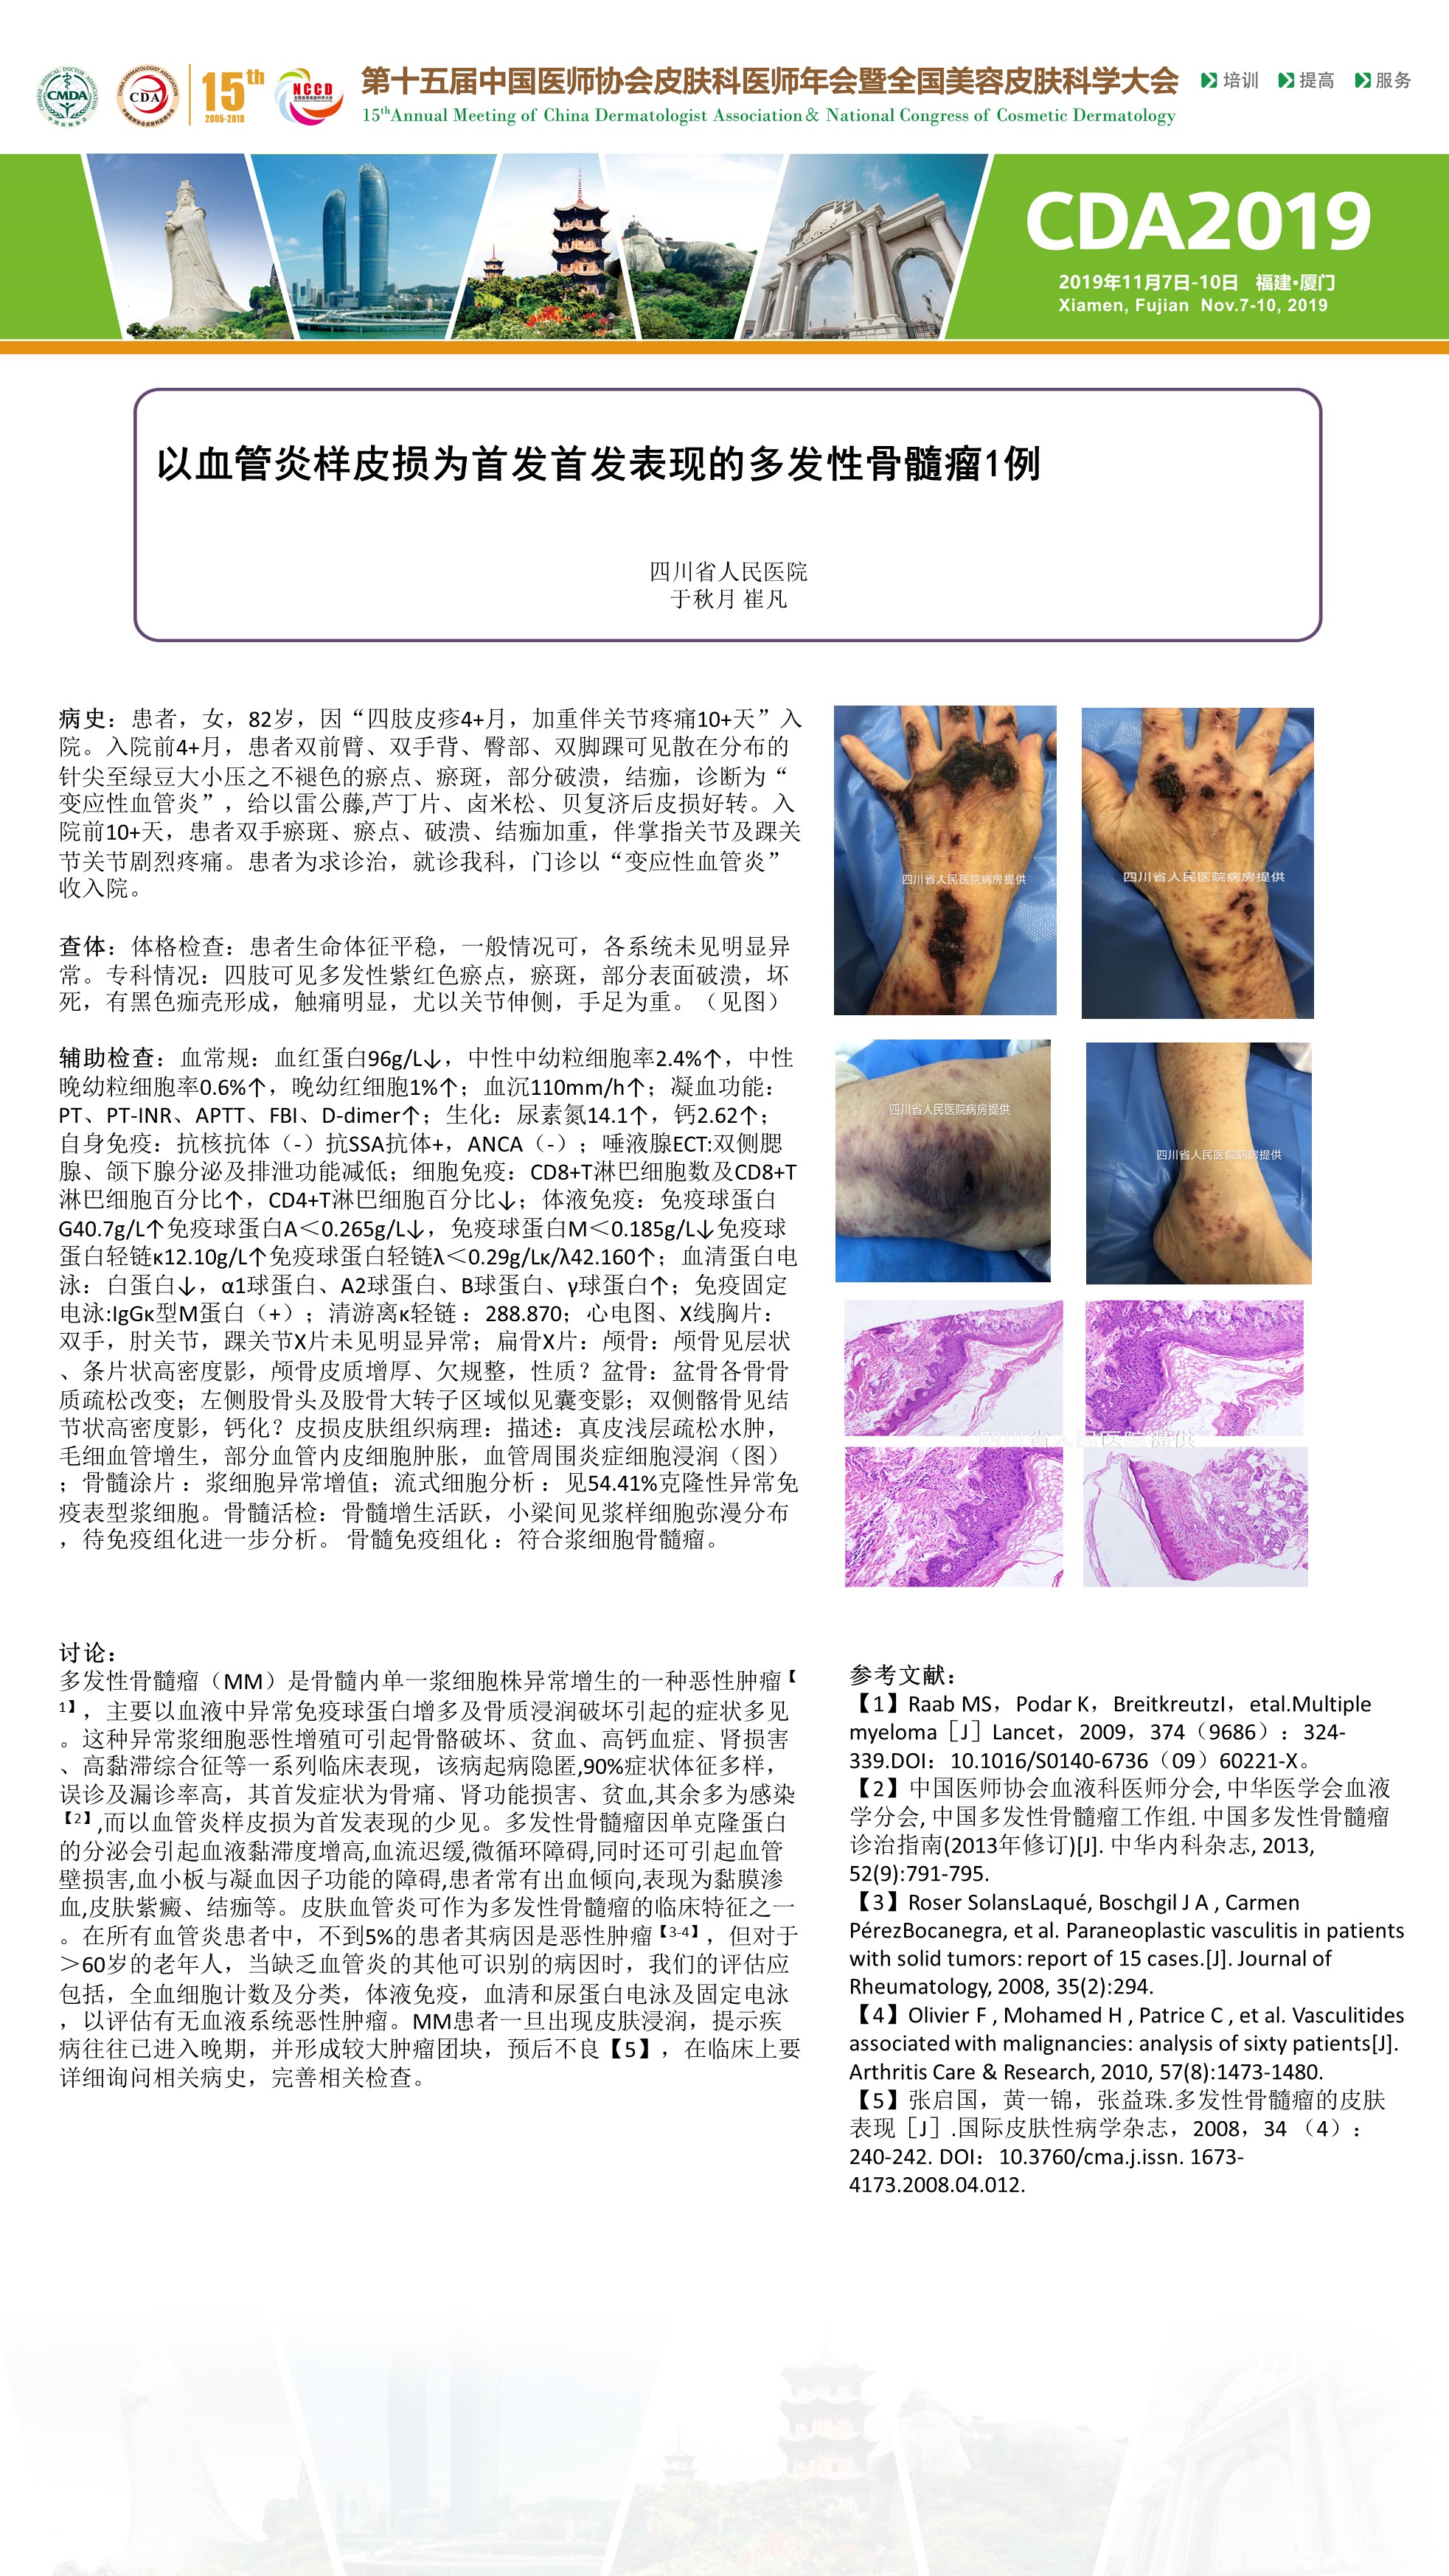 CHINESE MEDICAL DOCTOR ASSOCIATION
CMDA
中国医师协会
CHINA DERMATOLOGIST ASSOCIATION
CDA
15th
2005-2019
NCCD
第十五届中国医师协会皮肤科医师年会暨全国美容皮肤科学大会
15thAnnual Meeting of China Dermatologist Association& National Congress of Cosmetic Dermatology
培训 提高 服务
CDA2019
2019年11月7日-10日 福建·厦门
Xiamen, Fujian Nov.7-10, 2019
以血管炎样皮损为首发首发表现的多发性骨髓瘤1例
四川省人民医院
于秋月 崔凡
病史：患者，女，82岁，因“四肢皮疹4+月，加重伴关节疼痛10+天”入
院。入院前4+月，患者双前臂、双手背、臀部、双脚踝可见散在分布的
针尖至绿豆大小压之不褪色的瘀点、瘀斑，部分破溃，结痂，诊断为“
变应性血管炎”，给以雷公藤,芦丁片、卤米松、贝复济后皮损好转。入
院前10+天，患者双手瘀斑、瘀点、破溃、结痂加重，伴掌指关节及踝关
节关节剧烈疼痛。患者为求诊治，就诊我科，门诊以“变应性血管炎”
收入院。
查体：体格检查：患者生命体征平稳，一般情况可，各系统未见明显异
常。专科情况：四肢可见多发性紫红色瘀点，瘀斑，部分表面破溃，坏
死，有黑色痂壳形成，触痛明显，尤以关节伸侧，手足为重。（见图）
辅助检查：血常规：血红蛋白96g/L↓，中性中幼粒细胞率2.4%↑，中性
晚幼粒细胞率0.6%↑，晚幼红细胞1%↑；血沉110mm/h↑；凝血功能：
PT、PT-INR、APTT、FBI、D-dimer↑；生化：尿素氮14.1↑，钙2.62↑；
自身免疫：抗核抗体（-）抗SSA抗体+，ANCA（-）；唾液腺ECT:双侧腮
腺、颌下腺分泌及排泄功能减低；细胞免疫：CD8+T淋巴细胞数及CD8+T
淋巴细胞百分比↑，CD4+T淋巴细胞百分比↓；体液免疫：免疫球蛋白
G40.7g/L↑免疫球蛋白A＜0.265g/L↓，免疫球蛋白M＜0.185g/L↓免疫球
蛋白轻链κ12.10g/L↑免疫球蛋白轻链λ＜0.29g/Lκ/λ42.160↑；血清蛋白电
泳：白蛋白↓，α1球蛋白、A2球蛋白、B球蛋白、γ球蛋白↑；免疫固定
电泳:IgGκ型M蛋白（+）；清游离κ轻链：288.870；心电图、X线胸片：
双手，肘关节，踝关节X片未见明显异常；扁骨X片：颅骨：颅骨见层状
、条片状高密度影，颅骨皮质增厚、欠规整，性质？盆骨：盆骨各骨骨
质疏松改变；左侧股骨头及股骨大转子区域似见囊变影；双侧髂骨见结
节状高密度影，钙化？皮损皮肤组织病理：描述：真皮浅层疏松水肿，
毛细血管增生，部分血管内皮细胞肿胀，血管周围炎症细胞浸润（图）
；骨髓涂片：浆细胞异常增值；流式细胞分析：见54.41%克隆性异常免
疫表型浆细胞。骨髓活检：骨髓增生活跃，小梁间见浆样细胞弥漫分布
，待免疫组化进一步分析。 骨髓免疫组化：符合浆细胞骨髓瘤。
四川省人民医院病房提供
四川省人民医院病房提供
四川省人民医院病房提供
四川省人民医院病房提供
四川省人民医院提供
讨论：
多发性骨髓瘤（MM）是骨髓内单一浆细胞株异常增生的一种恶性肿瘤【
1】，主要以血液中异常免疫球蛋白增多及骨质浸润破坏引起的症状多见
。这种异常浆细胞恶性增殖可引起骨骼破坏、贫血、高钙血症、肾损害
、高黏滞综合征等一系列临床表现，该病起病隐匿,90%症状体征多样，
误诊及漏诊率高，其首发症状为骨痛、肾功能损害、贫血,其余多为感染
【2】,而以血管炎样皮损为首发表现的少见。多发性骨髓瘤因单克隆蛋白
的分泌会引起血液黏滞度增高,血流迟缓,微循环障碍,同时还可引起血管
壁损害,血小板与凝血因子功能的障碍,患者常有出血倾向,表现为黏膜渗
血,皮肤紫癜、结痂等。皮肤血管炎可作为多发性骨髓瘤的临床特征之一
。在所有血管炎患者中，不到5%的患者其病因是恶性肿瘤【3-4】，但对于
＞60岁的老年人，当缺乏血管炎的其他可识别的病因时，我们的评估应
包括，全血细胞计数及分类，体液免疫，血清和尿蛋白电泳及固定电泳
，以评估有无血液系统恶性肿瘤。MM患者一旦出现皮肤浸润，提示疾
病往往已进入晚期，并形成较大肿瘤团块，预后不良【5】，在临床上要
详细询问相关病史，完善相关检查。
参考文献：
【1】Raab MS，Podar K，BreitkreutzI，etal.Multiple
myeloma［J］Lancet，2009，374（9686）：324-
339.DOI：10.1016/S0140-6736（09）60221-X。
【2】中国医师协会血液科医师分会, 中华医学会血液
学分会, 中国多发性骨髓瘤工作组. 中国多发性骨髓瘤
诊治指南(2013年修订)[J]. 中华内科杂志, 2013,
52(9):791-795.
【3】Roser SolansLaqué, Boschgil J A , Carmen
PérezBocanegra, et al. Paraneoplastic vasculitis in patients
with solid tumors: report of 15 cases.[J]. Journal of
Rheumatology, 2008, 35(2):294.
【4】Olivier F , Mohamed H , Patrice C , et al. Vasculitides
associated with malignancies: analysis of sixty patients[J].
Arthritis Care & Research, 2010, 57(8):1473-1480.
【5】张启国，黄一锦，张益珠.多发性骨髓瘤的皮肤
表现［J］.国际皮肤性病学杂志，2008，34 （4）：
240-242. DOI：10.3760/cma.j.issn. 1673-
4173.2008.04.012.